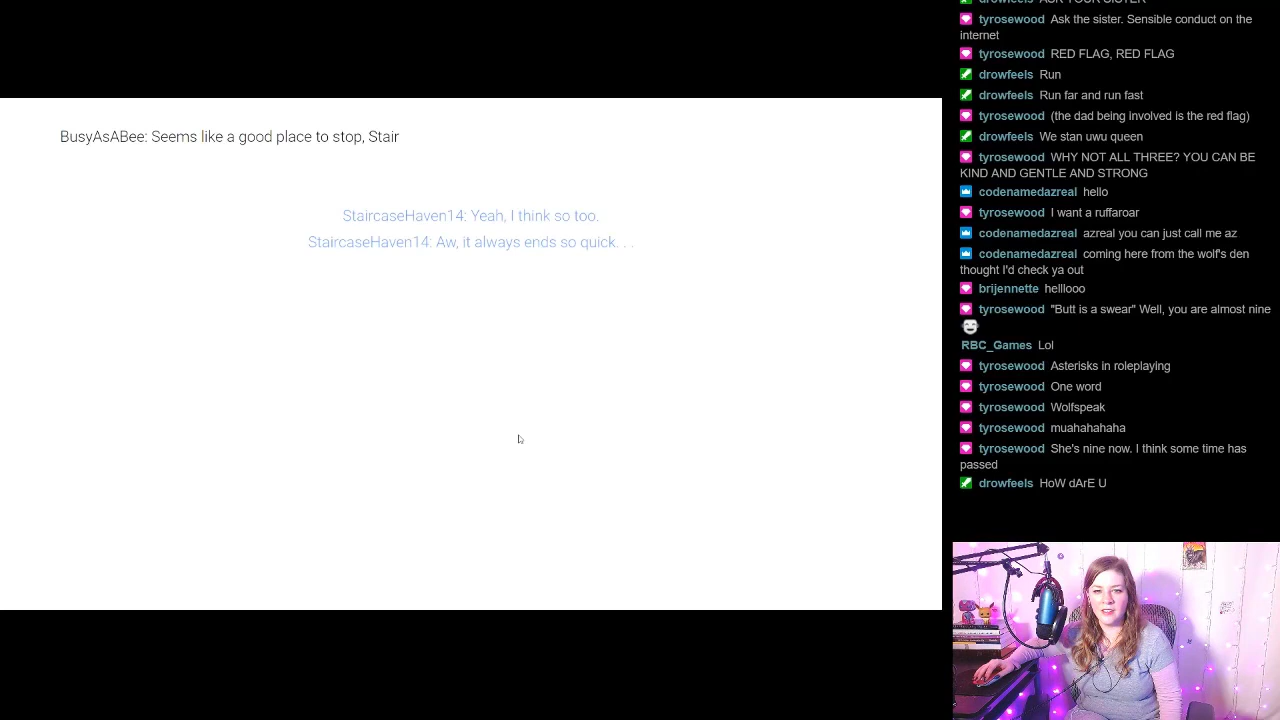 BusyAsABee: Seems like a good place to stop, Stair
StaircaseHaven14: Yeah, I think so too.
StaircaseHaven14: Aw, it always ends so quick. . .
drowfeels ASK YOUR SISTER
tyrosewood Ask the sister. Sensible conduct on the
internet
tyrosewood RED FLAG, RED FLAG
drowfeels Run
drowfeels Run far and run fast
tyrosewood (the dad being involved is the red flag)
drowfeels We stan uwu queen
tyrosewood WHY NOT ALL THREE? YOU CAN BE
KIND AND GENTLE AND STRONG
codenamedazreal hello
tyrosewood I want a ruffaroar
codenamedazreal azreal you can just call me az
codenamedazreal coming here from the wolf's den
thought I'd check ya out
brijennette helllooo
tyrosewood "Butt is a swear" Well, you are almost nine
RBC_Games Lol
tyrosewood Asterisks in roleplaying
tyrosewood One word
tyrosewood Wolfspeak
tyrosewood muahahahaha
tyrosewood She's nine now. I think some time has
passed
drowfeels HoW dArE U